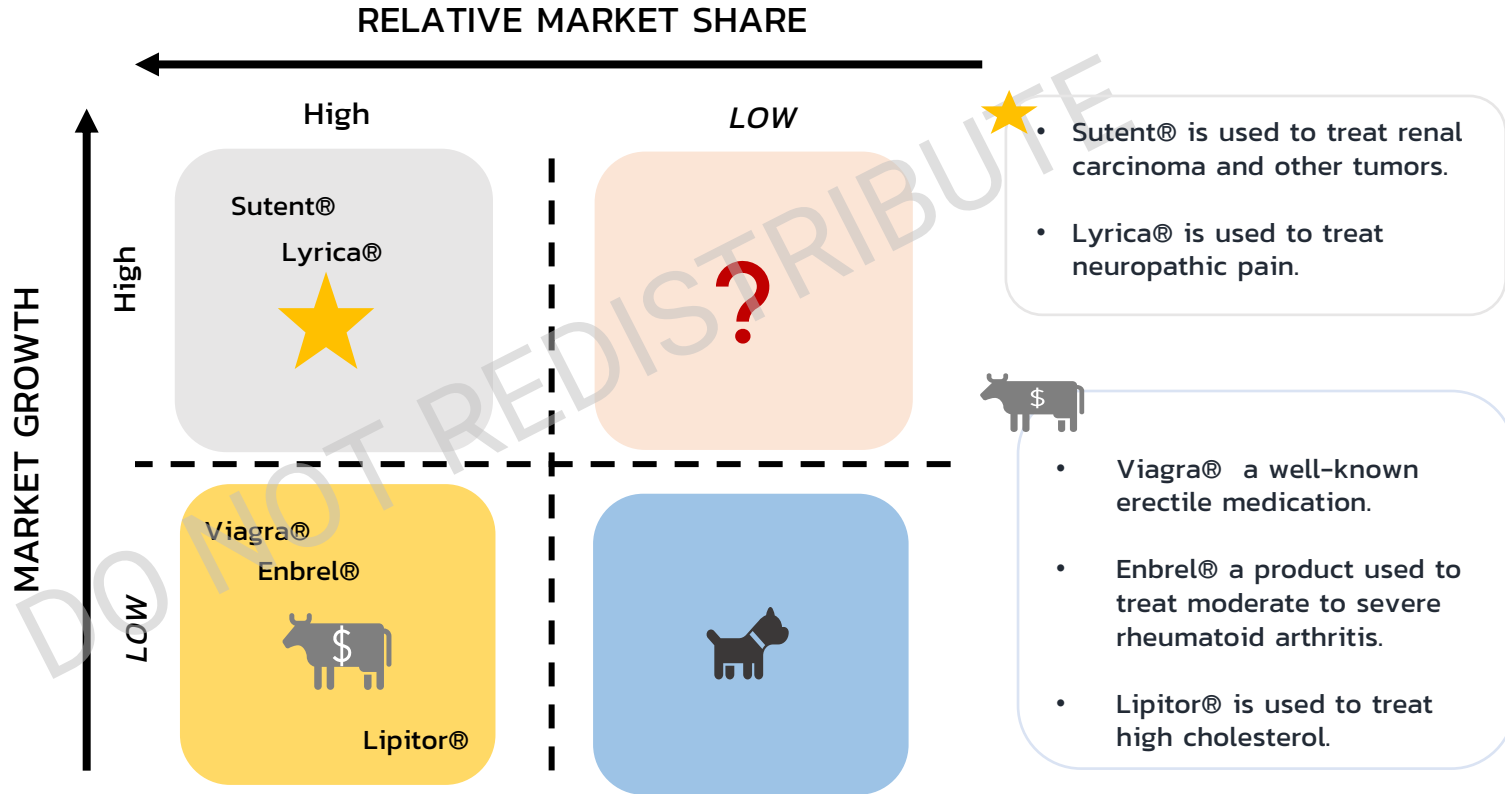 RELATIVE MARKET SHARE
High
LOW
MARKET GROWTH
High
LOW
Sutent®
Lyrica®
?
Viagra®
Enbrel®
$
Lipitor®
• Sutent® is used to treat renal
carcinoma and other tumors.
• Lyrica® is used to treat
neuropathic pain.
$
• Viagra® a well-known
erectile medication.
• Enbrel® a product used to
treat moderate to severe
rheumatoid arthritis.
• Lipitor® is used to treat
high cholesterol.
DO NOT REDISTRIBUTE